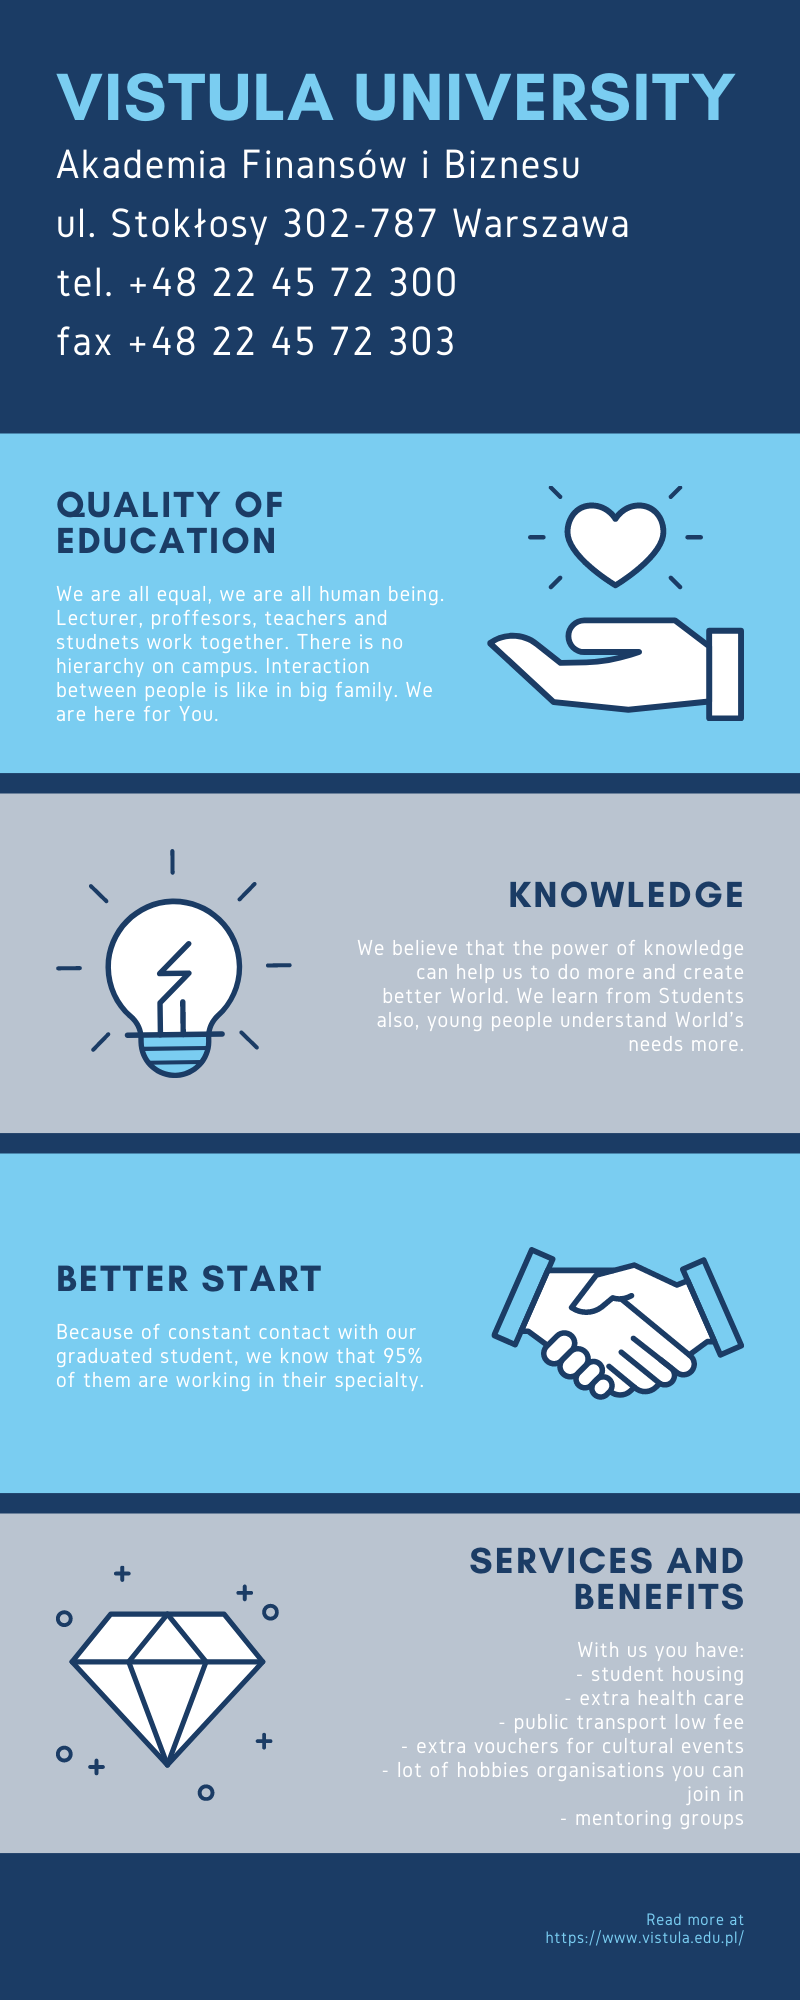 VISTULA UNIVERSITY
Akademia Finansów i Biznesu
ul. Stokłosy 302-787 Warszawa
tel. +48 22 45 72 300
fax +48 22 45 72 303
QUALITY OF
EDUCATION
We are all equal, we are all human being.
Lecturer, proffesors, teachers and
studnets work together. There is no
hierarchy on campus. Interaction
between people is like in big family. We
are here for You.
KNOWLEDGE
We believe that the power of knowledge
can help us to do more and create
better World. We learn from Students
also, young people understand World's
needs more.
BETTER START
Because of constant contact with our
graduated student, we know that 95%
of them are working in their specialty.
SERVICES AND
BENEFITS
With us you have:
- student housing
- extra health care
- public transport low fee
- extra vouchers for cultural events
- lot of hobbies organisations you can
join in
- mentoring groups
Read more at
https://www.vistula.edu.pl/